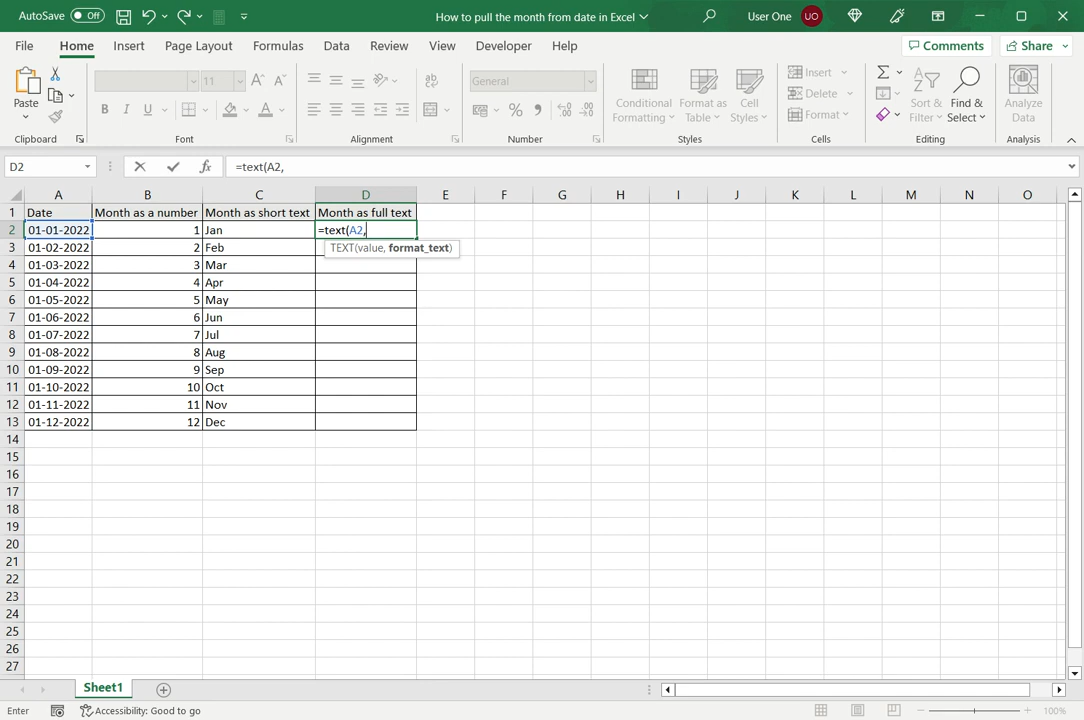 AutoSave Off How to pull the month from date in Excel User One UO
File Home Insert Page Layout Formulas Data Review View Developer Help Comments Share
Paste
11 A A
B I U A
ab
General
% ,
Conditional Formatting
Format as Table
Cell Styles
Insert
Delete
Format
Sort & Filter
Find & Select
Analyze Data
Clipboard Font Alignment Number Styles Cells Editing Analysis
D2 fx =text(A2,
A B C D E F G H I J K L M N O
1 Date Month as a number Month as short text Month as full text
2 01-01-2022 1 Jan =text(A2,
3 01-02-2022 2 Feb TEXT(value, format_text)
4 01-03-2022 3 Mar
5 01-04-2022 4 Apr
6 01-05-2022 5 May
7 01-06-2022 6 Jun
8 01-07-2022 7 Jul
9 01-08-2022 8 Aug
10 01-09-2022 9 Sep
11 01-10-2022 10 Oct
12 01-11-2022 11 Nov
13 01-12-2022 12 Dec
14
15
16
17
18
19
20
21
22
23
24
25
26
27
Sheet1
Enter Accessibility: Good to go 100%